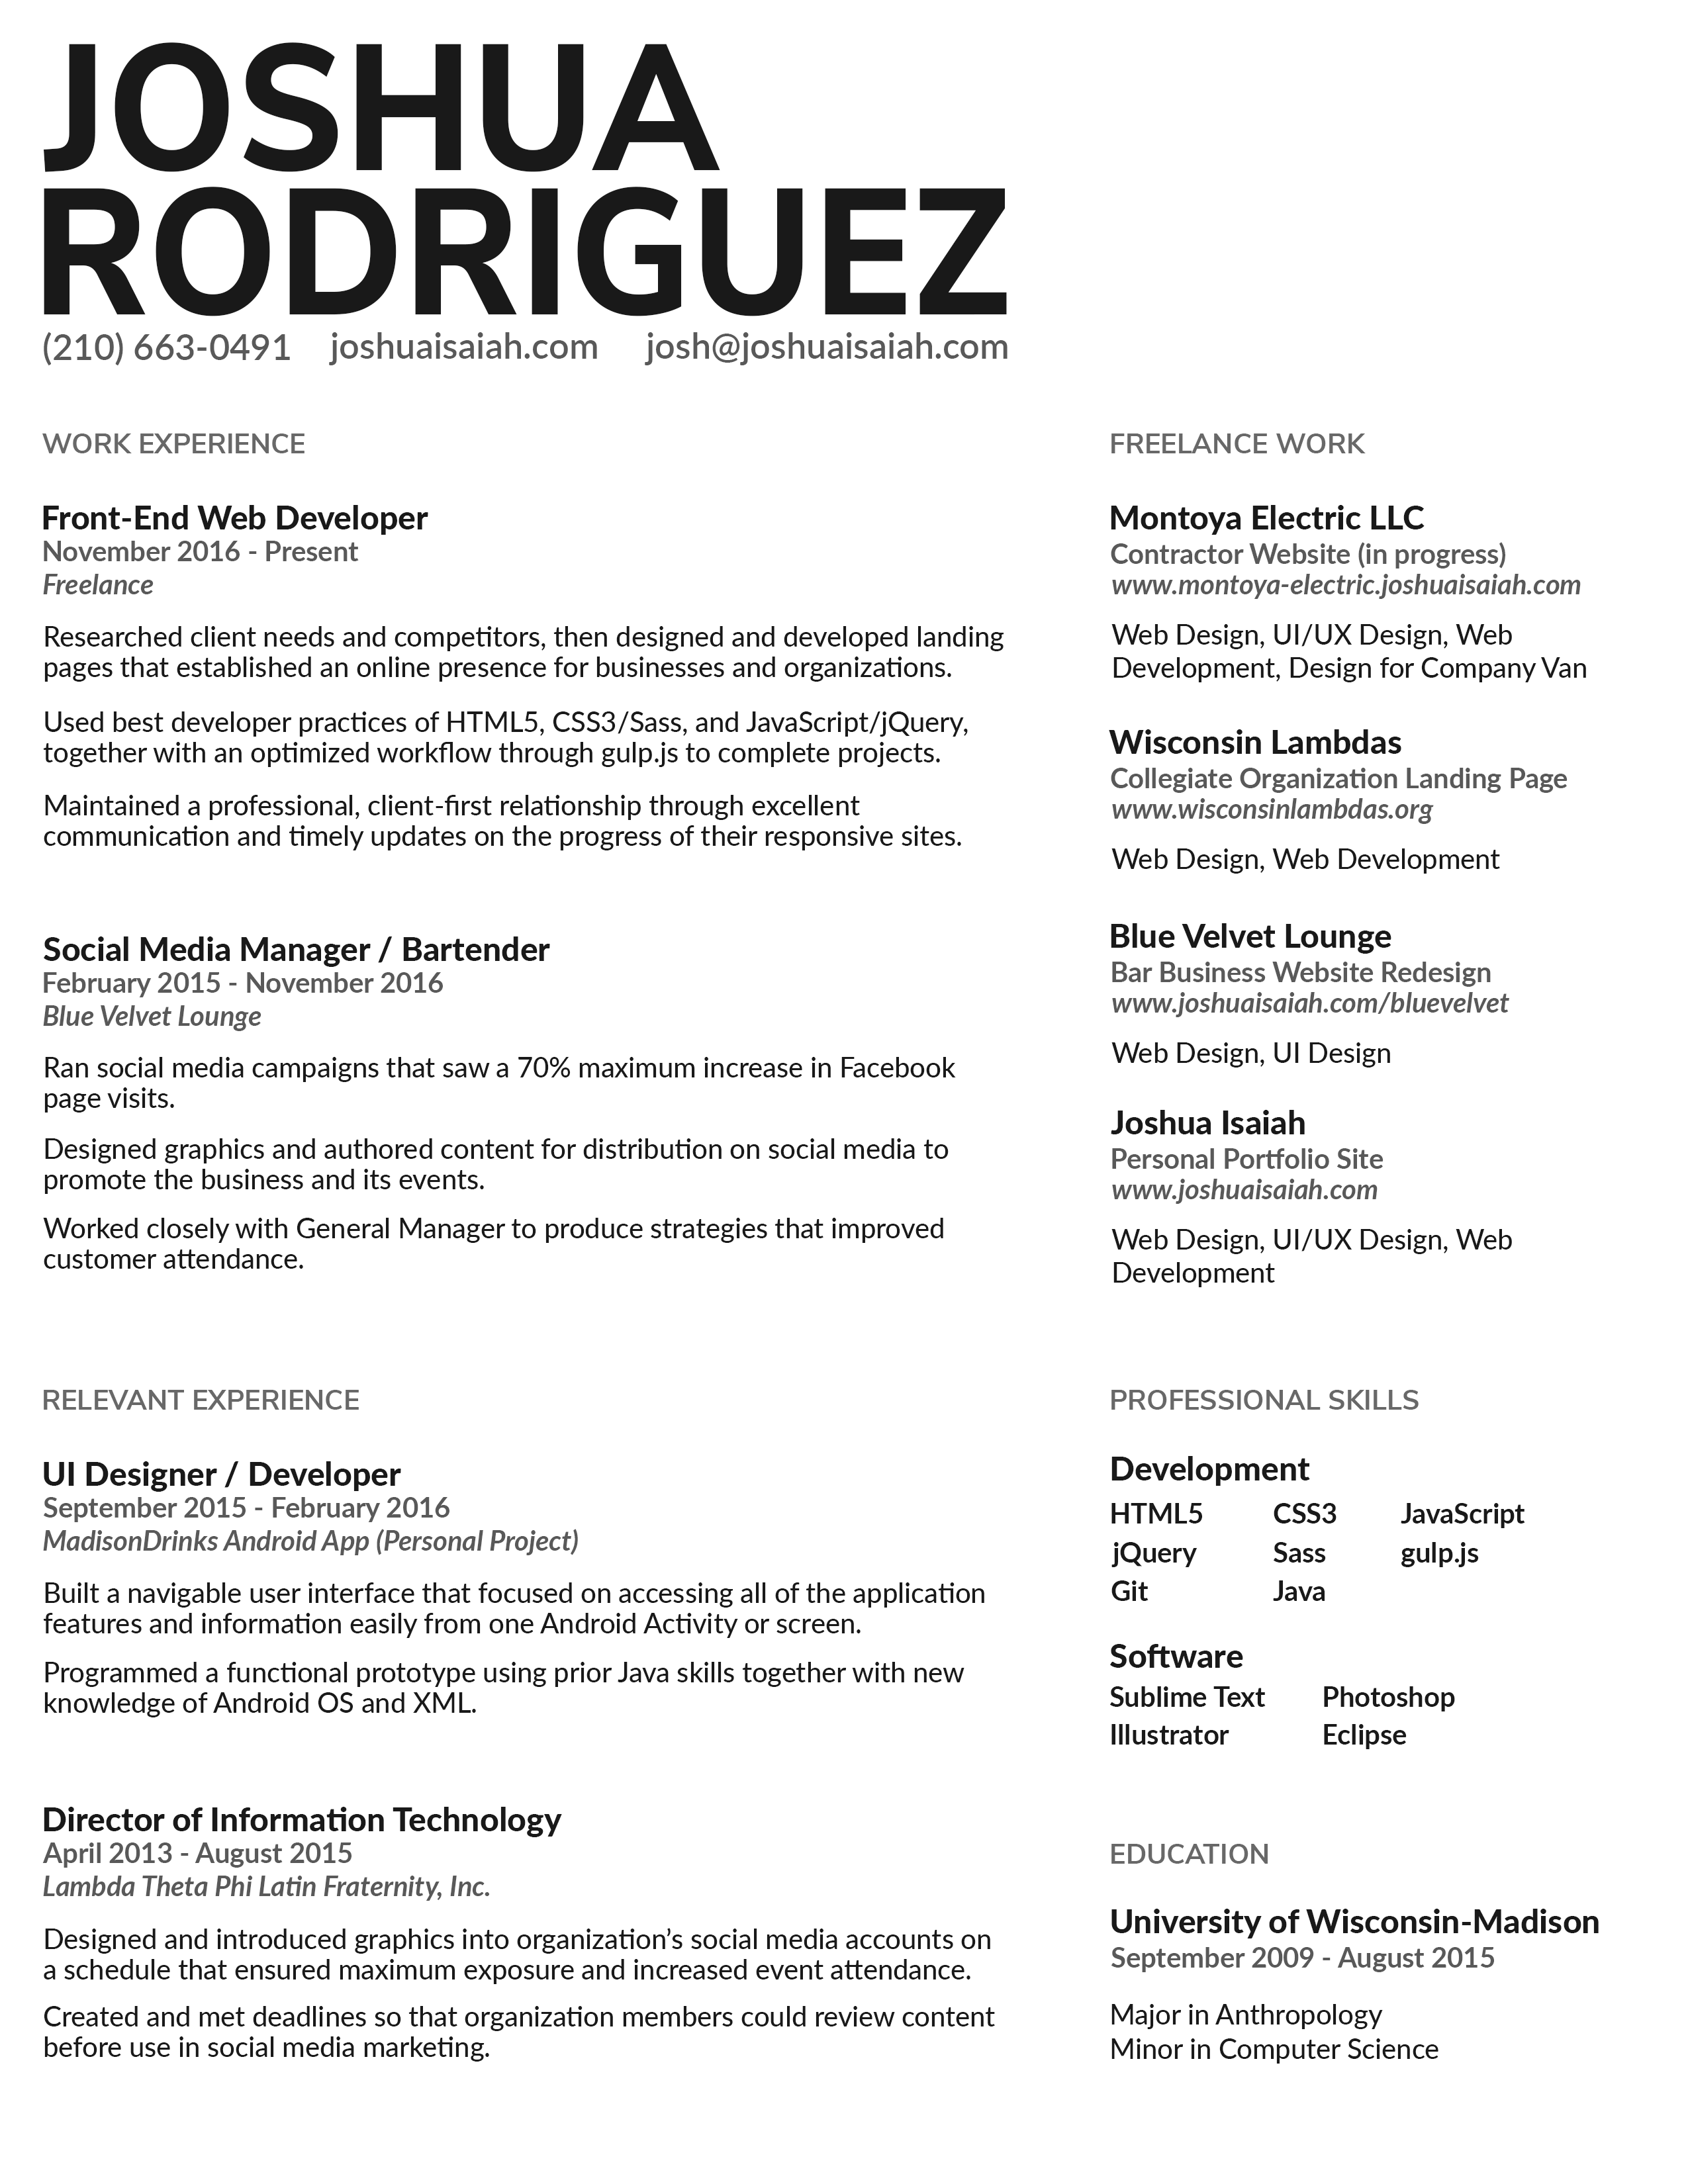 JOSHUA
RODRIGUEZ
(210) 663-0491 joshuaisaiah.com josh@joshuaisaiah.com
WORK EXPERIENCE
Front-End Web Developer
November 2016 - Present
Freelance
Researched client needs and competitors, then designed and developed landing
pages that established an online presence for businesses and organizations.
Used best developer practices of HTML5, CSS3/Sass, and JavaScript/jQuery,
together with an optimized workflow through gulp.js to complete projects.
Maintained a professional, client-first relationship through excellent
communication and timely updates on the progress of their responsive sites.
Social Media Manager / Bartender
February 2015 - November 2016
Blue Velvet Lounge
Ran social media campaigns that saw a 70% maximum increase in Facebook
page visits.
Designed graphics and authored content for distribution on social media to
promote the business and its events.
Worked closely with General Manager to produce strategies that improved
customer attendance.
RELEVANT EXPERIENCE
UI Designer / Developer
September 2015 - February 2016
MadisonDrinks Android App (Personal Project)
Built a navigable user interface that focused on accessing all of the application
features and information easily from one Android Activity or screen.
Programmed a functional prototype using prior Java skills together with new
knowledge of Android OS and XML.
Director of Information Technology
April 2013 - August 2015
Lambda Theta Phi Latin Fraternity, Inc.
Designed and introduced graphics into organization’s social media accounts on
a schedule that ensured maximum exposure and increased event attendance.
Created and met deadlines so that organization members could review content
before use in social media marketing.
FREELANCE WORK
Montoya Electric LLC
Contractor Website (in progress)
www.montoya-electric.joshuaisaiah.com
Web Design, UI/UX Design, Web
Development, Design for Company Van
Wisconsin Lambdas
Collegiate Organization Landing Page
www.wisconsinlambdas.org
Web Design, Web Development
Blue Velvet Lounge
Bar Business Website Redesign
www.joshuaisaiah.com/bluevelvet
Web Design, UI Design
Joshua Isaiah
Personal Portfolio Site
www.joshuaisaiah.com
Web Design, UI/UX Design, Web
Development
PROFESSIONAL SKILLS
Development
HTML5 CSS3 JavaScript
jQuery Sass gulp.js
Git Java
Software
Sublime Text Photoshop
Illustrator Eclipse
EDUCATION
University of Wisconsin-Madison
September 2009 - August 2015
Major in Anthropology
Minor in Computer Science